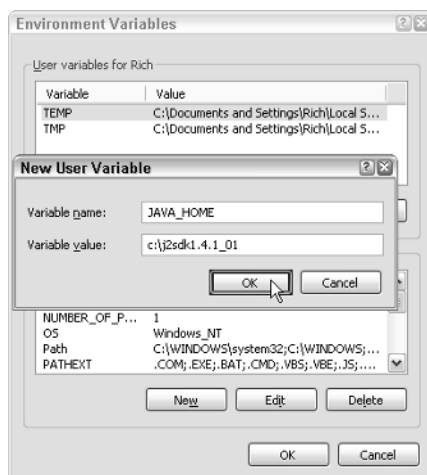 Environment Variables
User variables for Rich
Variable Value
TEMP C:\Documents and Settings\Rich\Local S...
TMP C:\Documents and Settings\Rich\Local S...
New User Variable
Variable name: JAVA_HOME
Variable value: c:\j2sdk1.4.1_01
OK Cancel
NUMBER_OF_P... 1
OS Windows_NT
Path C:\WINDOWS\system32;C:\WINDOWS;...
PATHEXT .COM;.EXE;.BAT;.CMD;.VBS;.VBE;.JS;....
New Edit Delete
OK Cancel